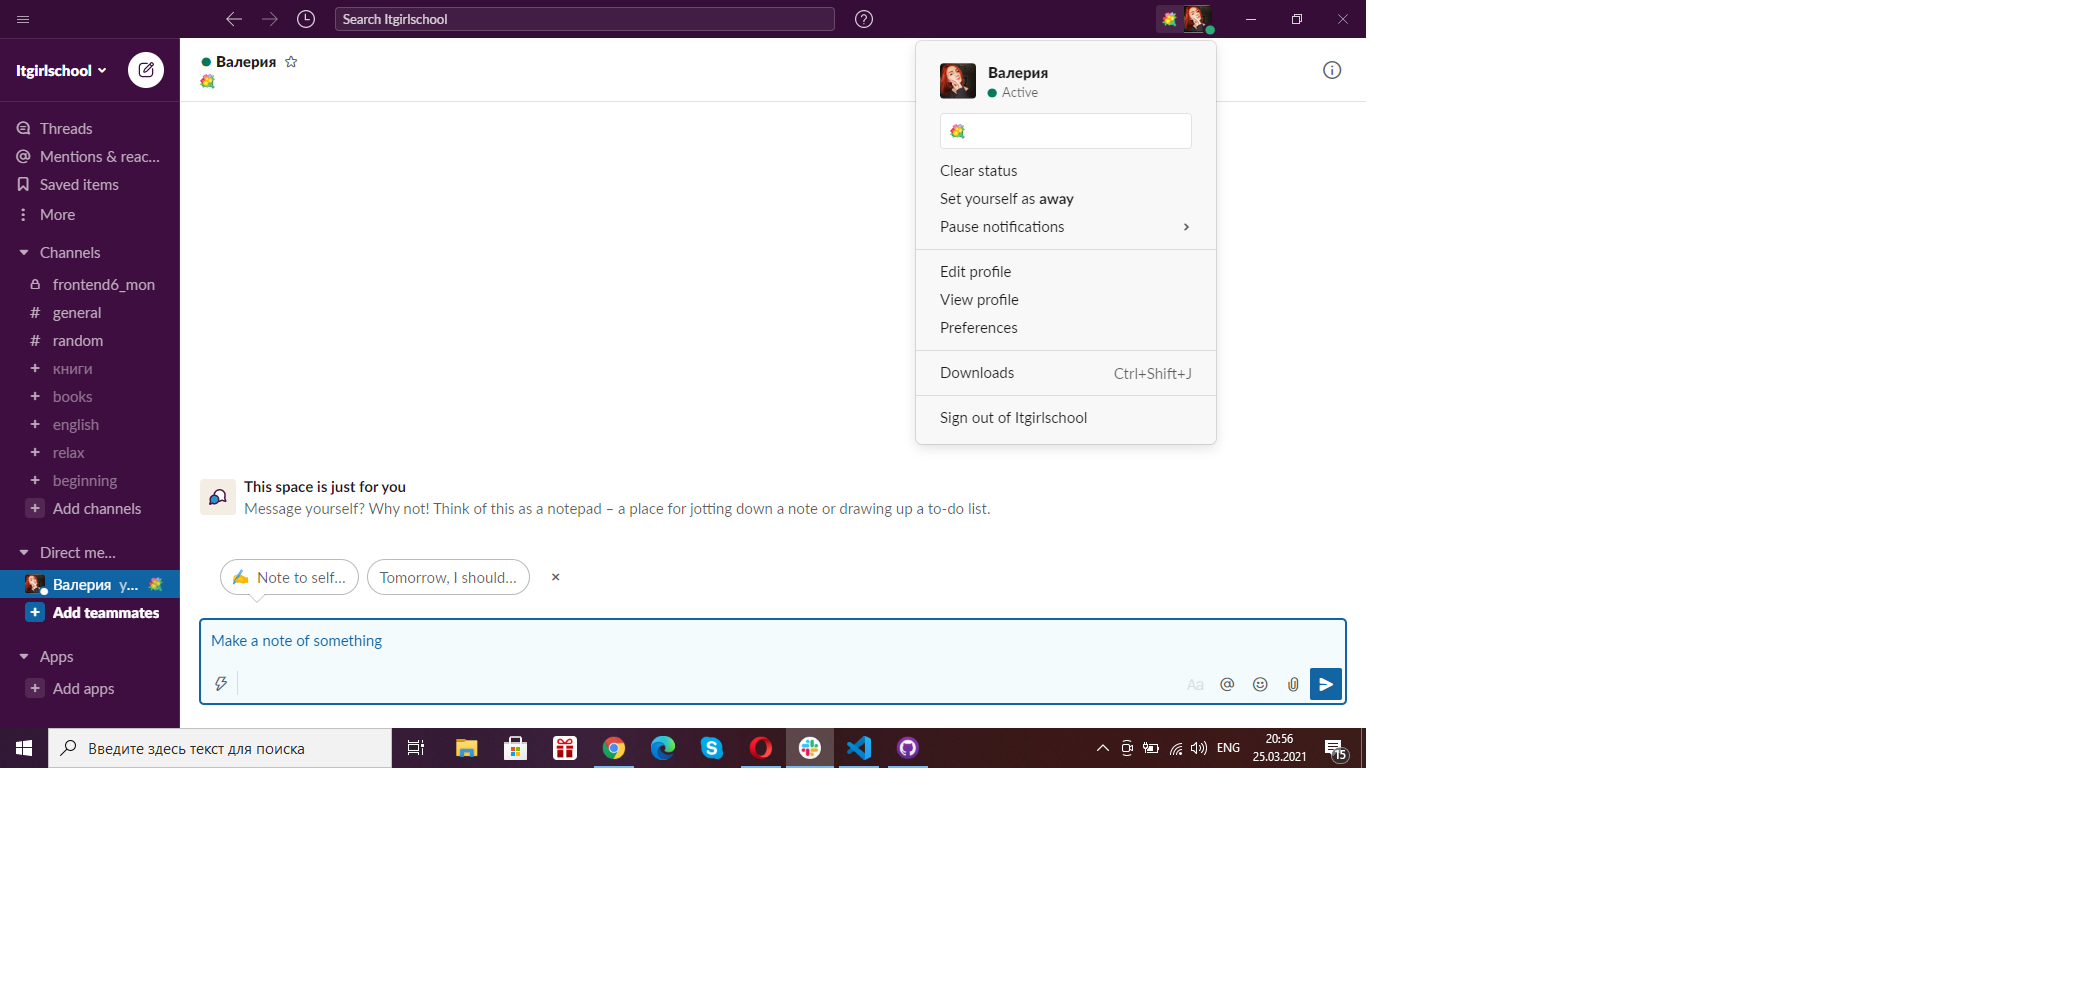 Search Itgirlschool
Itgirlschool
Threads
Mentions & reac...
Saved items
More
Channels
frontend6_mon
# general
# random
+ книги
+ books
+ english
+ relax
+ beginning
+ Add channels
Direct me...
Валерия y...
+ Add teammates
Apps
+ Add apps
Валерия
Валерия
Active
Clear status
Set yourself as away
Pause notifications
Edit profile
View profile
Preferences
Downloads Ctrl+Shift+J
Sign out of Itgirlschool
This space is just for you
Message yourself? Why not! Think of this as a notepad – a place for jotting down a note or drawing up a to-do list.
Note to self... Tomorrow, I should...
Make a note of something
Aa @
Введите здесь текст для поиска
ENG
20:56
25.03.2021
15